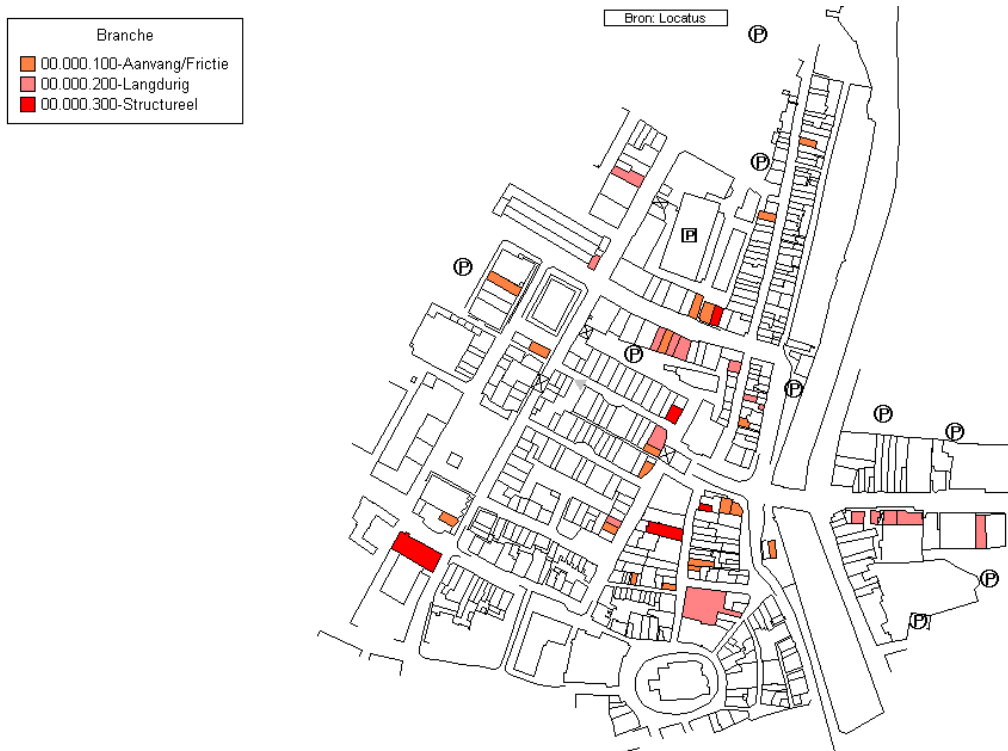 Bron: Locatus
Branche
00.000.100-Aanvang/Frictie
00.000.200-Langdurig
00.000.300-Structureel
P
P
P
P
P
P
P
P
P
P